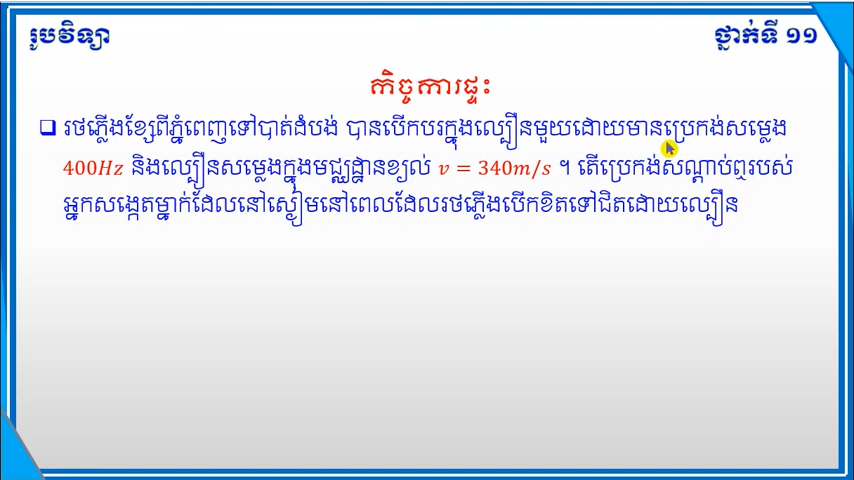 រូបវិទ្យា
ថ្នាក់ទី ១១
កិច្ចការផ្ទះ
រថភ្លើងខ្សែពីភ្នំពេញទៅបាត់ដំបង់ បានបើកបរក្នុងល្បឿនមួយដោយមានប្រេកង់សម្លេង
400Hz និងល្បឿនសម្លេងក្នុងមជ្ឈដ្ឋានខ្យល់ v = 340m/s ។ តើប្រេកង់សណ្តាប់ឮរបស់
អ្នកសង្កេតម្នាក់ដែលនៅស្ងៀមនៅពេលដែលរថភ្លើងបើកខិតទៅជិតដោយល្បឿន